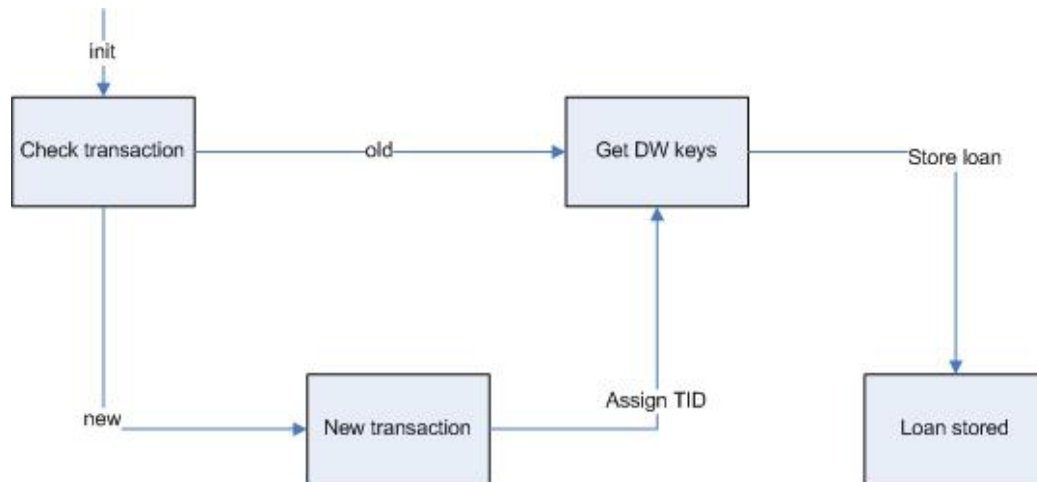 init
Check transaction
old
Get DW keys
Store loan
new
New transaction
Assign TID
Loan stored